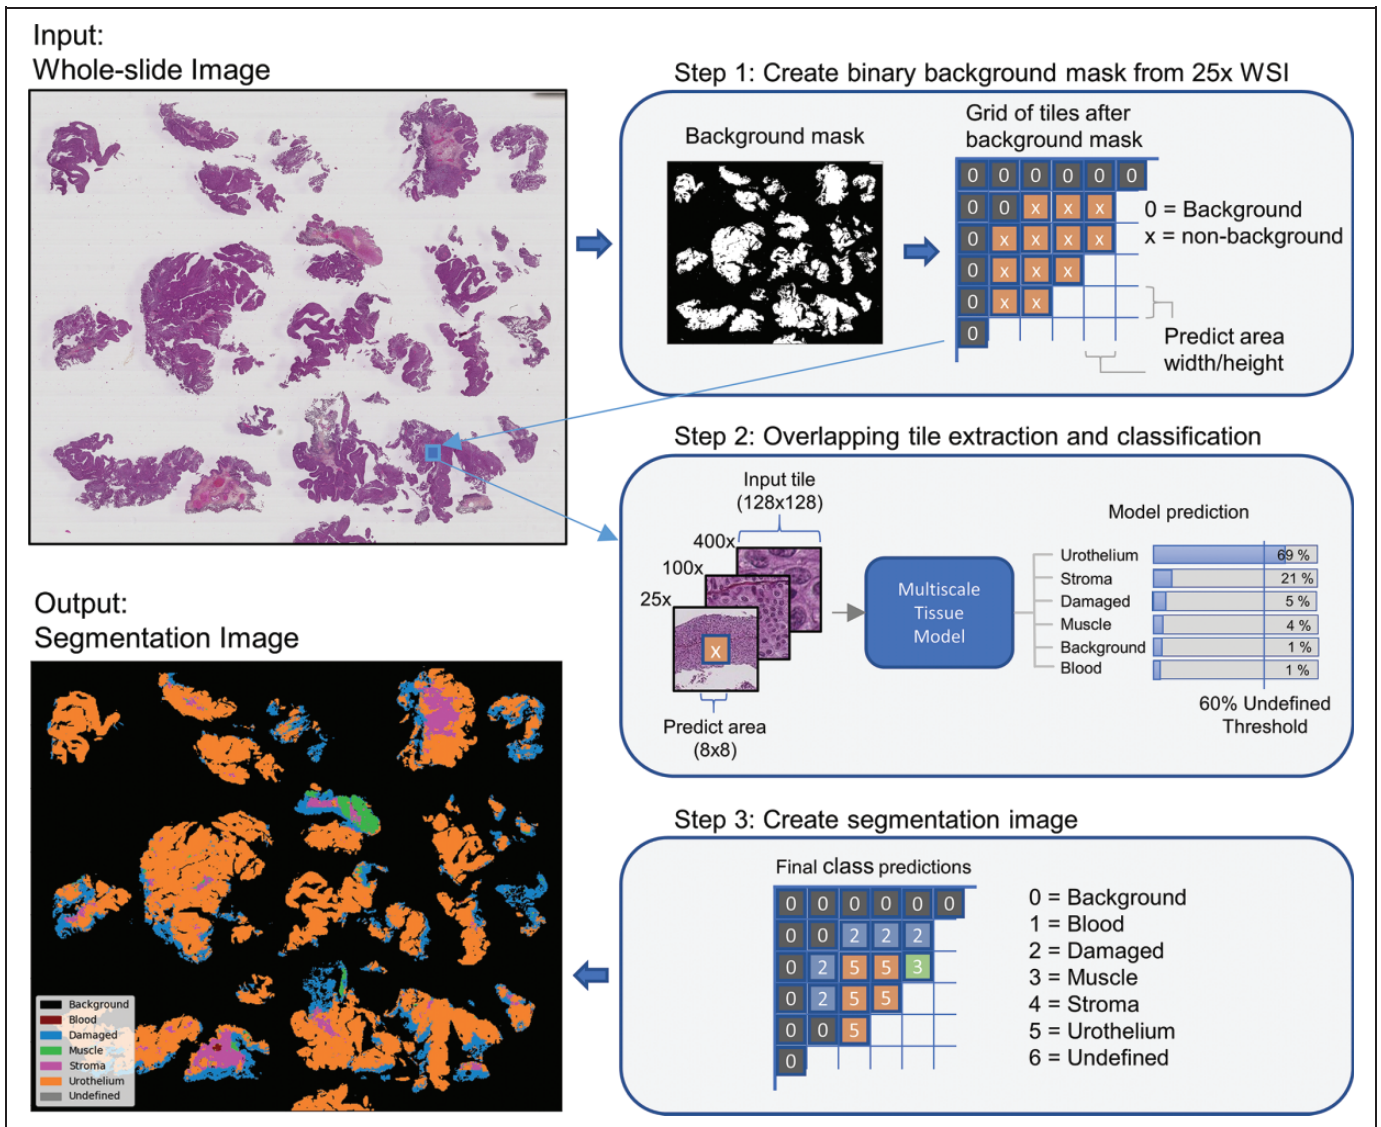 Input:
Whole-slide Image
Step 1: Create binary background mask from 25x WSI
Background mask
Grid of tiles after
background mask
0 0 0 0 0 0
0 0 x x x
0 x x x x
0 x x x
0 x x
0
0 = Background
x = non-background
Predict area
width/height
Step 2: Overlapping tile extraction and classification
Input tile
(128x128)
400x
100x
25x
x
Predict area
(8x8)
Multiscale
Tissue
Model
Model prediction
Urothelium 69 %
Stroma 21 %
Damaged 5 %
Muscle 4 %
Background 1 %
Blood 1 %
60% Undefined
Threshold
Output:
Segmentation Image
Background
Blood
Damaged
Muscle
Stroma
Urothelium
Undefined
Step 3: Create segmentation image
Final class predictions
0 0 0 0 0 0
0 0 2 2 2
0 2 5 5 3
0 2 5 5
0 0 5
0
0 = Background
1 = Blood
2 = Damaged
3 = Muscle
4 = Stroma
5 = Urothelium
6 = Undefined